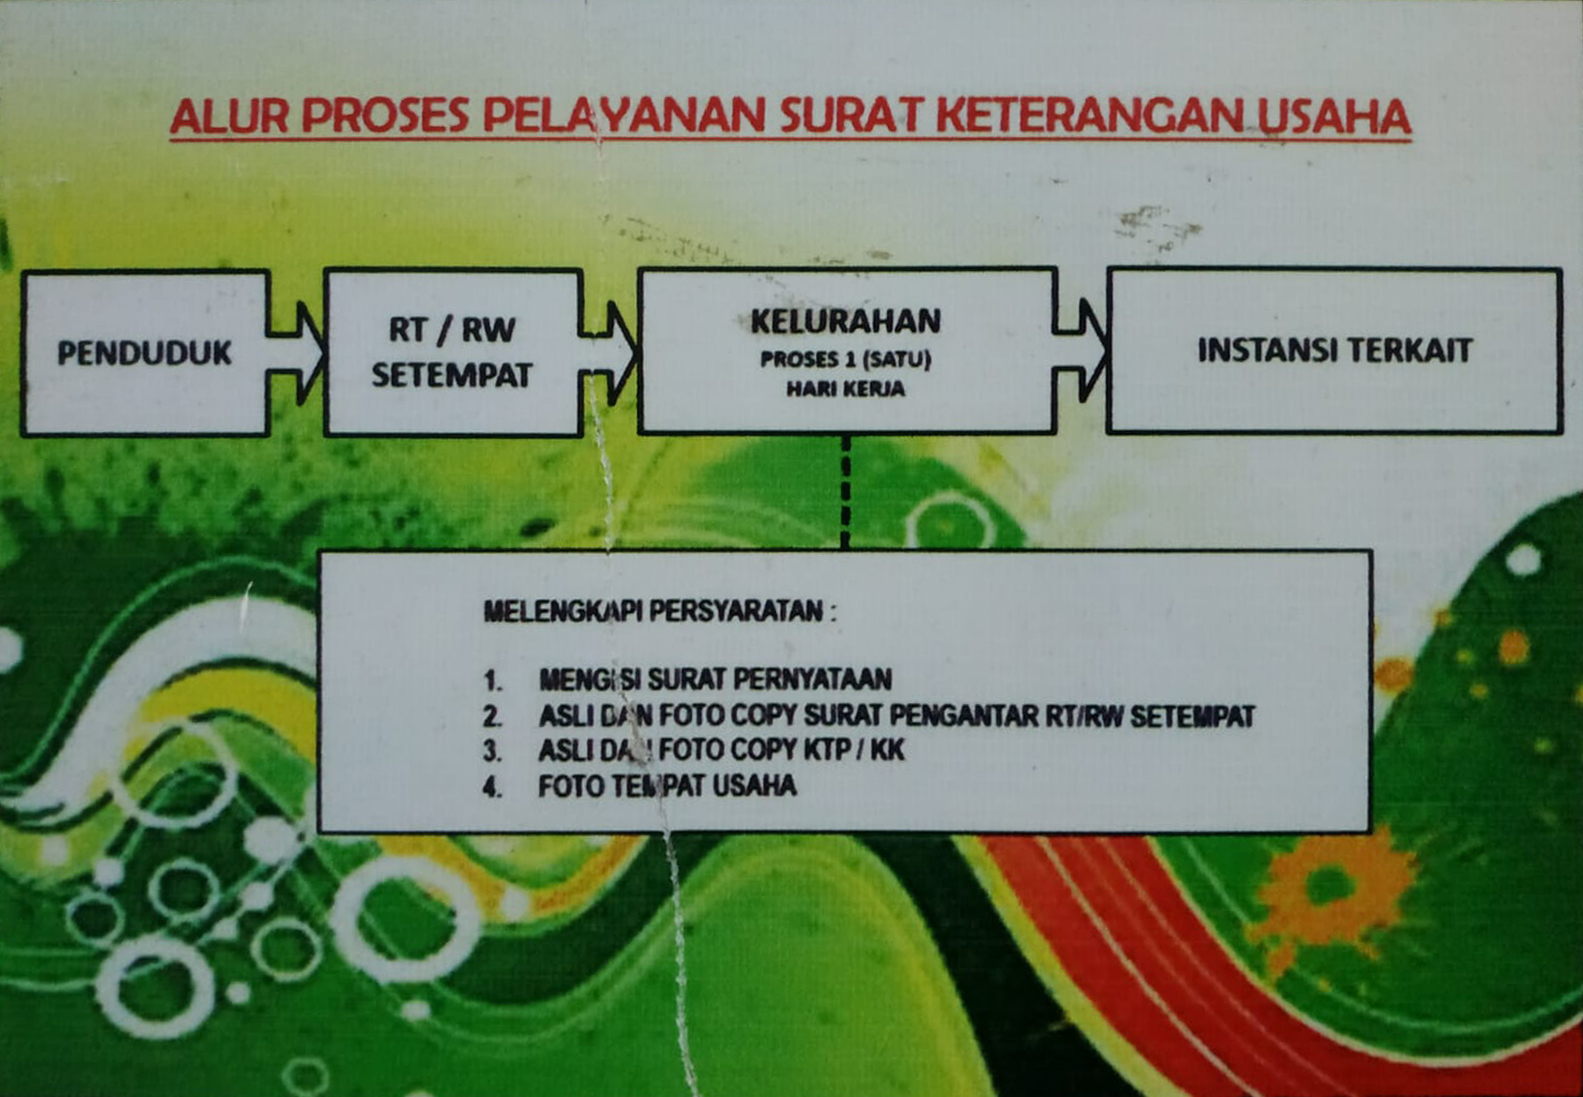 ALUR PROSES PELAYANAN SURAT KETERANGAN USAHA
PENDUDUK
RT / RW
SETEMPAT
KELURAHAN
PROSES 1 (SATU)
HARI KERJA
INSTANSI TERKAIT
MELENGKAPI PERSYARATAN :
1. MENGISI SURAT PERNYATAAN
2. ASLI DAN FOTO COPY SURAT PENGANTAR RT/RW SETEMPAT
3. ASLI DAN FOTO COPY KTP / KK
4. FOTO TEMPAT USAHA